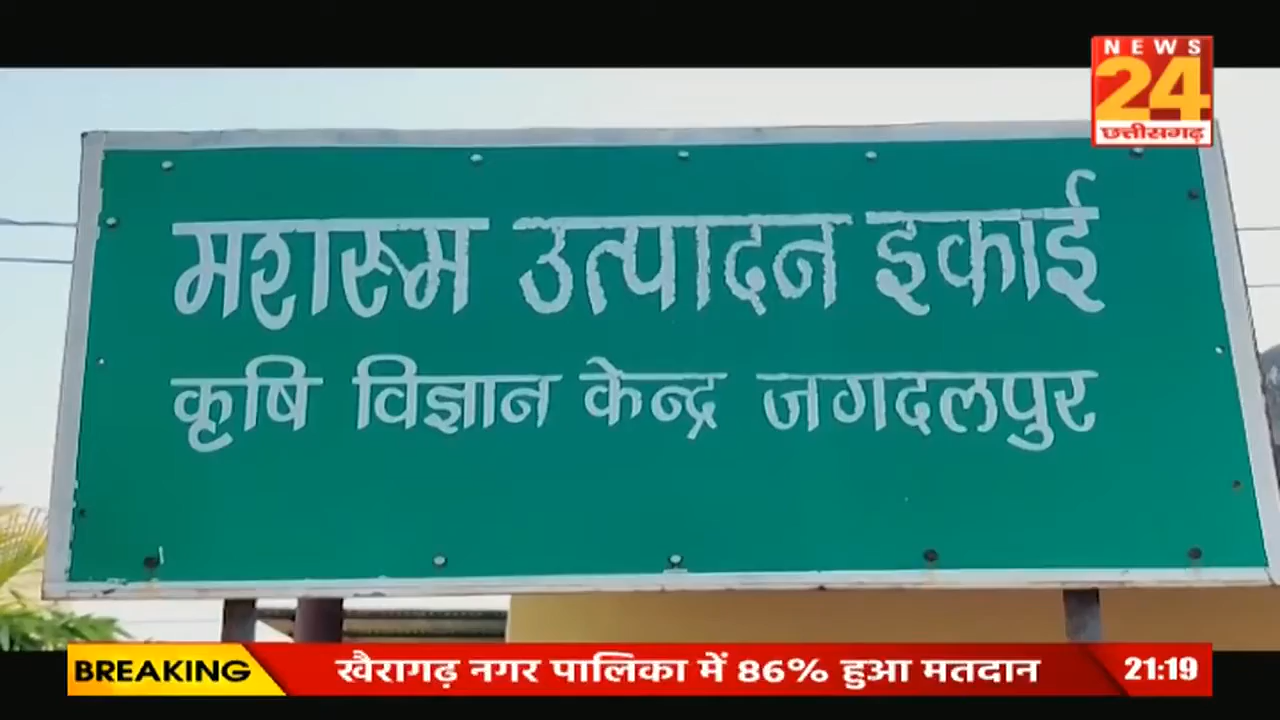 NEWS
24
छत्तीसगढ़
मशरूम उत्पादन इकाई
कृषि विज्ञान केन्द्र जगदलपुर
BREAKING खैरागढ़ नगर पालिका में 86% हुआ मतदान 21:19